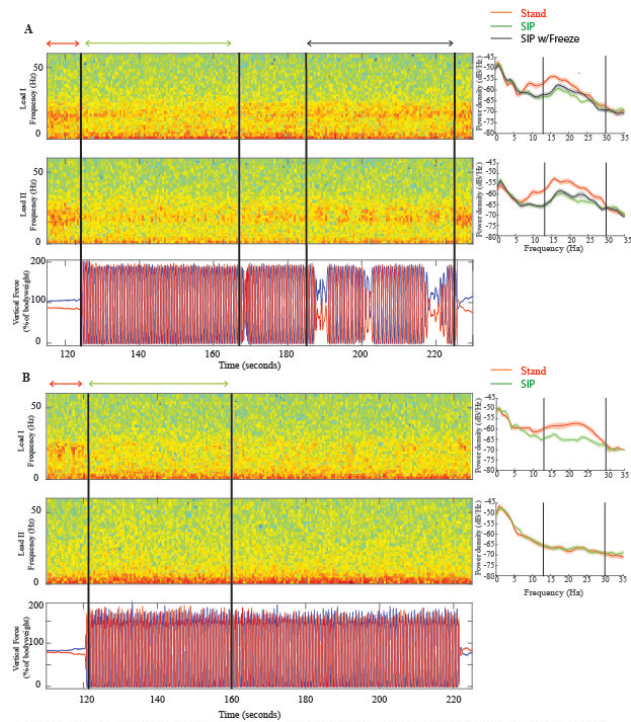 Stand
SIP
SIP w/Freeze
A
50
Lead I
Frequency (Hz)
0
-45
-50
-55
-60
-65
-70
-75
-80
Power density (dB/Hz)
0 5 10 15 20 25 30 35
Lead II
Frequency (Hz)
50
0
-45
-50
-55
-60
-65
-70
-75
-80
Power density (dB/Hz)
0 5 10 15 20 25 30 35
Frequency (Hz)
Vertical Force
(% of bodyweight)
200
100
0
120 140 160 180 200 220
Time (seconds)
B
Stand
SIP
Lead I
Frequency (Hz)
50
0
-45
-50
-55
-60
-65
-70
-75
-80
Power density (dB/Hz)
0 5 10 15 20 25 30 35
Lead II
Frequency (Hz)
50
0
-45
-50
-55
-60
-65
-70
-75
-80
Power density (dB/Hz)
0 5 10 15 20 25 30 35
Frequency (Hz)
Vertical Force
(% of bodyweight)
200
100
0
120 140 160 180 200 220
Time (seconds)